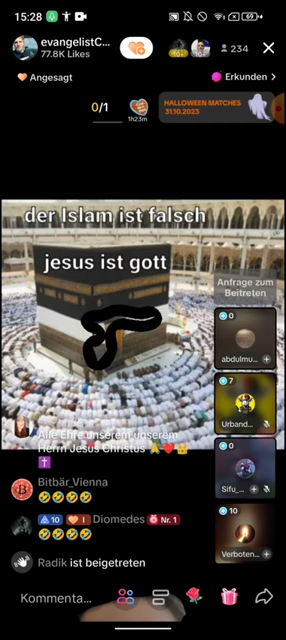 15:28
69
evangelistC...
77.8K Likes
234
Angesagt
Erkunden >
0/1
1h23m
HALLOWEEN MATCHES
31.10.2023
der Islam ist falsch
jesus ist gott
Anfrage zum
Beitreten
0
abdulmu...
7
Urband...
0
Sifu_...
10
Verboten...
Alle Ehre unserem unserem
Herrn Jesus Christus 🙏❤️👑
✝️
Bitbär_Vienna
🤣🤣🤣🤣
10 I Diomedes Nr. 1
🤣🤣🤣🤣
Radik ist beigetreten
Kommenta...